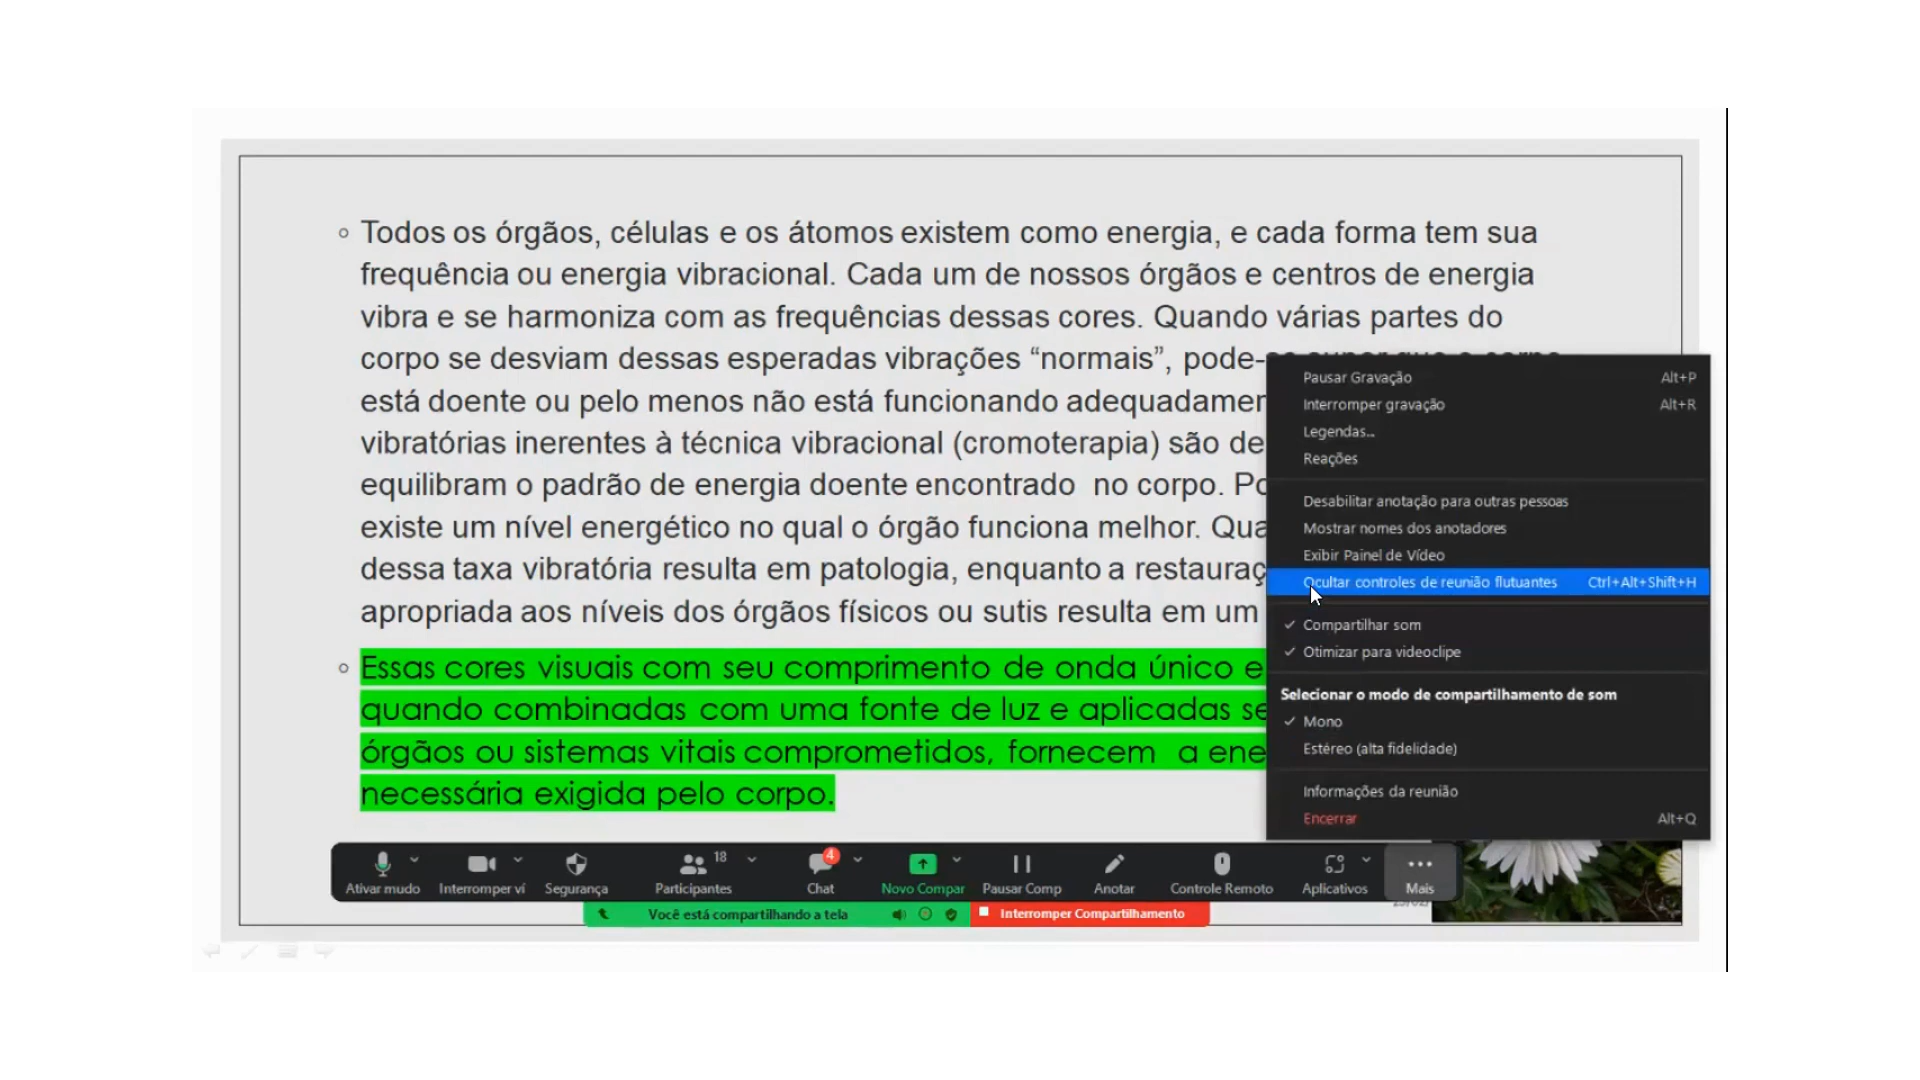 Todos os órgãos, células e os átomos existem como energia, e cada forma tem sua
frequência ou energia vibracional. Cada um de nossos órgãos e centros de energia
vibra e se harmoniza com as frequências dessas cores. Quando várias partes do
corpo se desviam dessas esperadas vibrações “normais”, pode-
está doente ou pelo menos não está funcionando adequadamen
vibratórias inerentes à técnica vibracional (cromoterapia) são de
equilibram o padrão de energia doente encontrado no corpo. Po
existe um nível energético no qual o órgão funciona melhor. Qua
dessa taxa vibratória resulta em patologia, enquanto a restauraç
apropriada aos níveis dos órgãos físicos ou sutis resulta em um
Essas cores visuais com seu comprimento de onda único e
quando combinadas com uma fonte de luz e aplicadas se
órgãos ou sistemas vitais comprometidos, fornecem a ene
necessária exigida pelo corpo.
Pausar Gravação Alt+P
Interromper gravação Alt+R
Legendas...
Reações
Desabilitar anotação para outras pessoas
Mostrar nomes dos anotadores
Exibir Painel de Vídeo
Ocultar controles de reunião flutuantes Ctrl+Alt+Shift+H
Compartilhar som
Otimizar para videoclipe
Selecionar o modo de compartilhamento de som
Mono
Estéreo (alta fidelidade)
Informações da reunião
Encerrar Alt+Q
18 4
Ativar mudo Interromper ví Segurança Participantes Chat Novo Compar Pausar Comp Anotar Controle Remoto Aplicativos Mais
Você está compartilhando a tela Interromper Compartilhamento